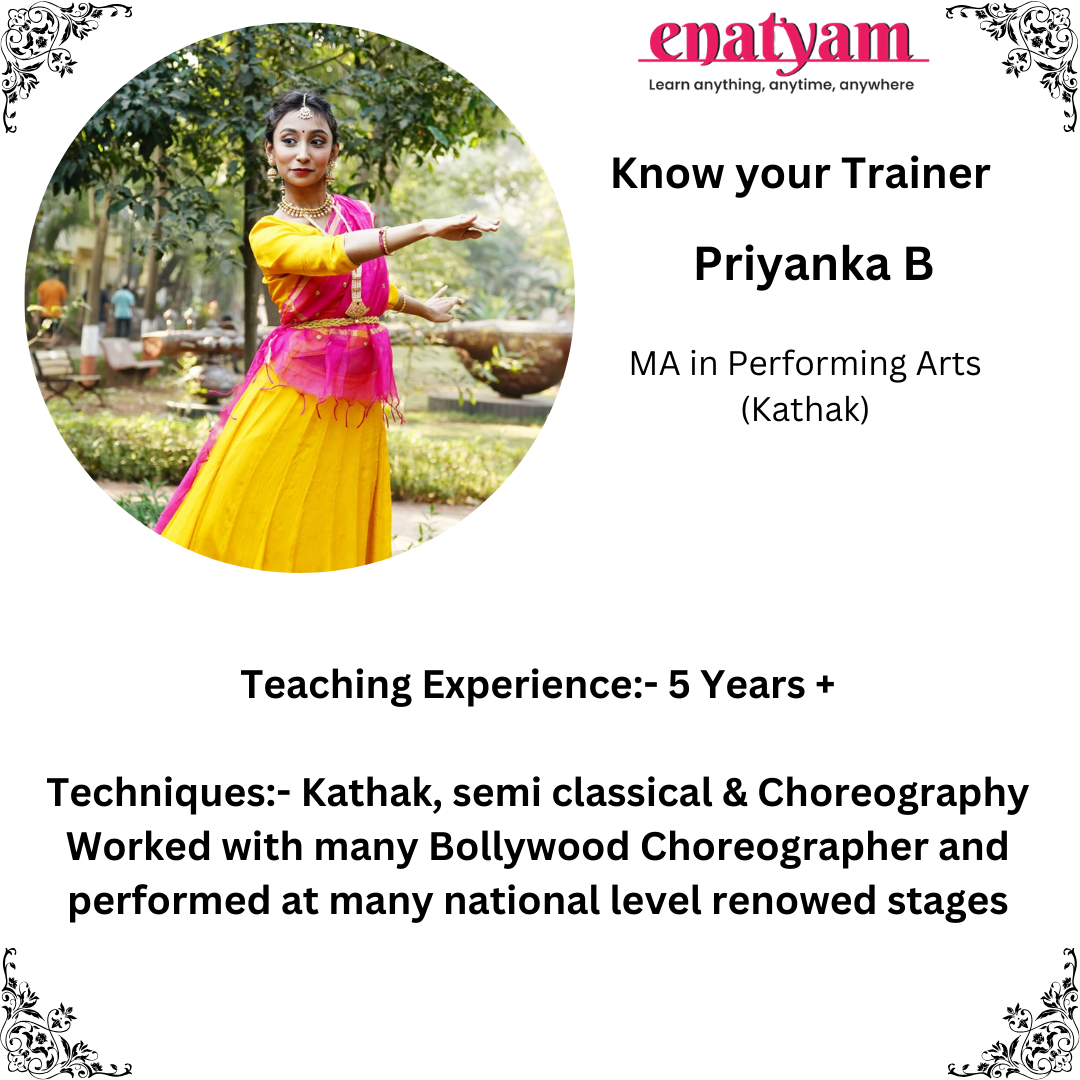 enatyam
Learn anything, anytime, anywhere
Know your Trainer
Priyanka B
MA in Performing Arts
(Kathak)
Teaching Experience:- 5 Years +
Techniques:- Kathak, semi classical & Choreography
Worked with many Bollywood Choreographer and
performed at many national level renowed stages